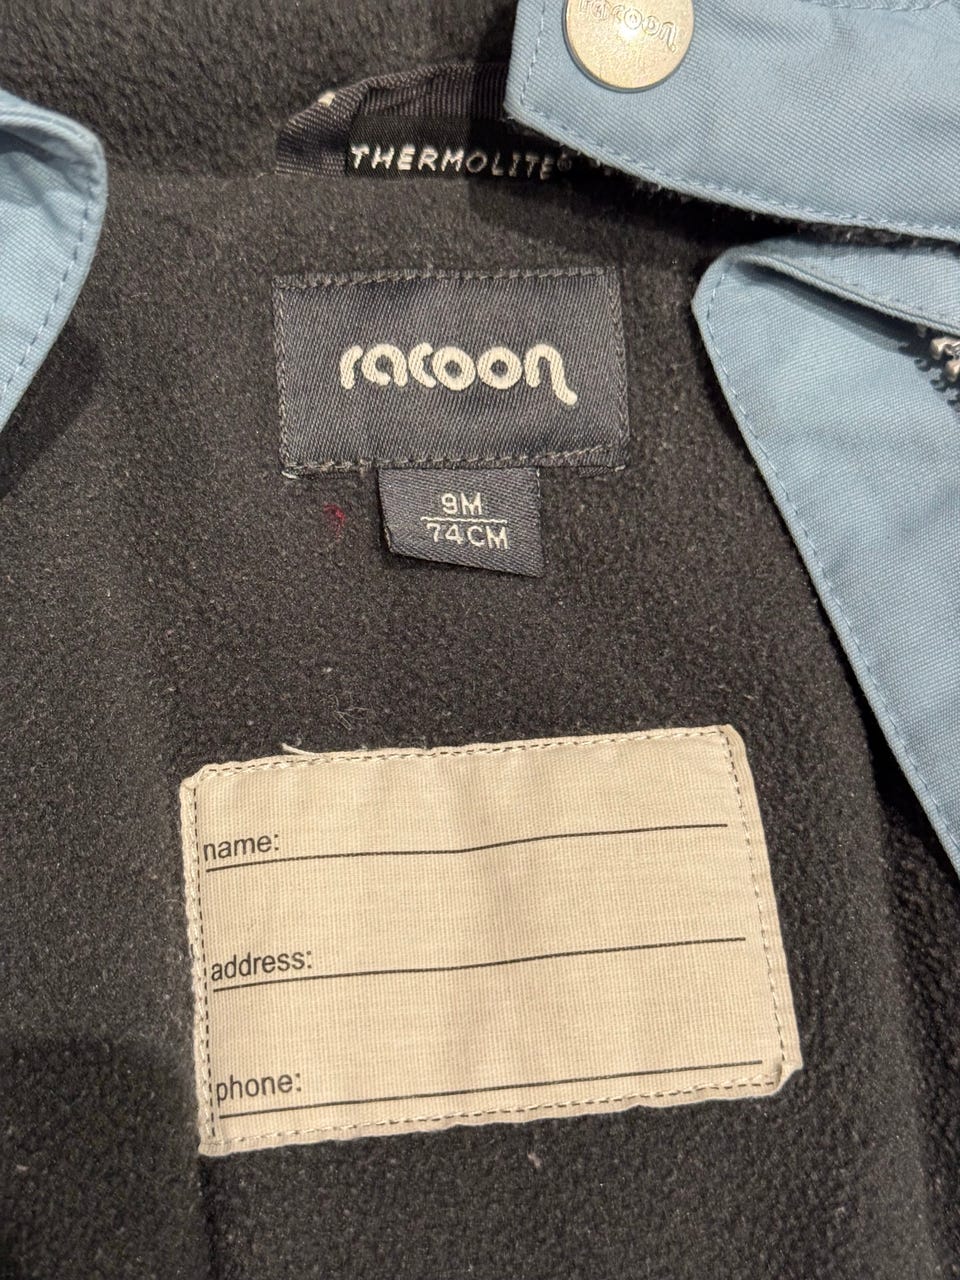 racoon
THERMOLITE®
racoon
9M
74CM
name:
address:
phone: